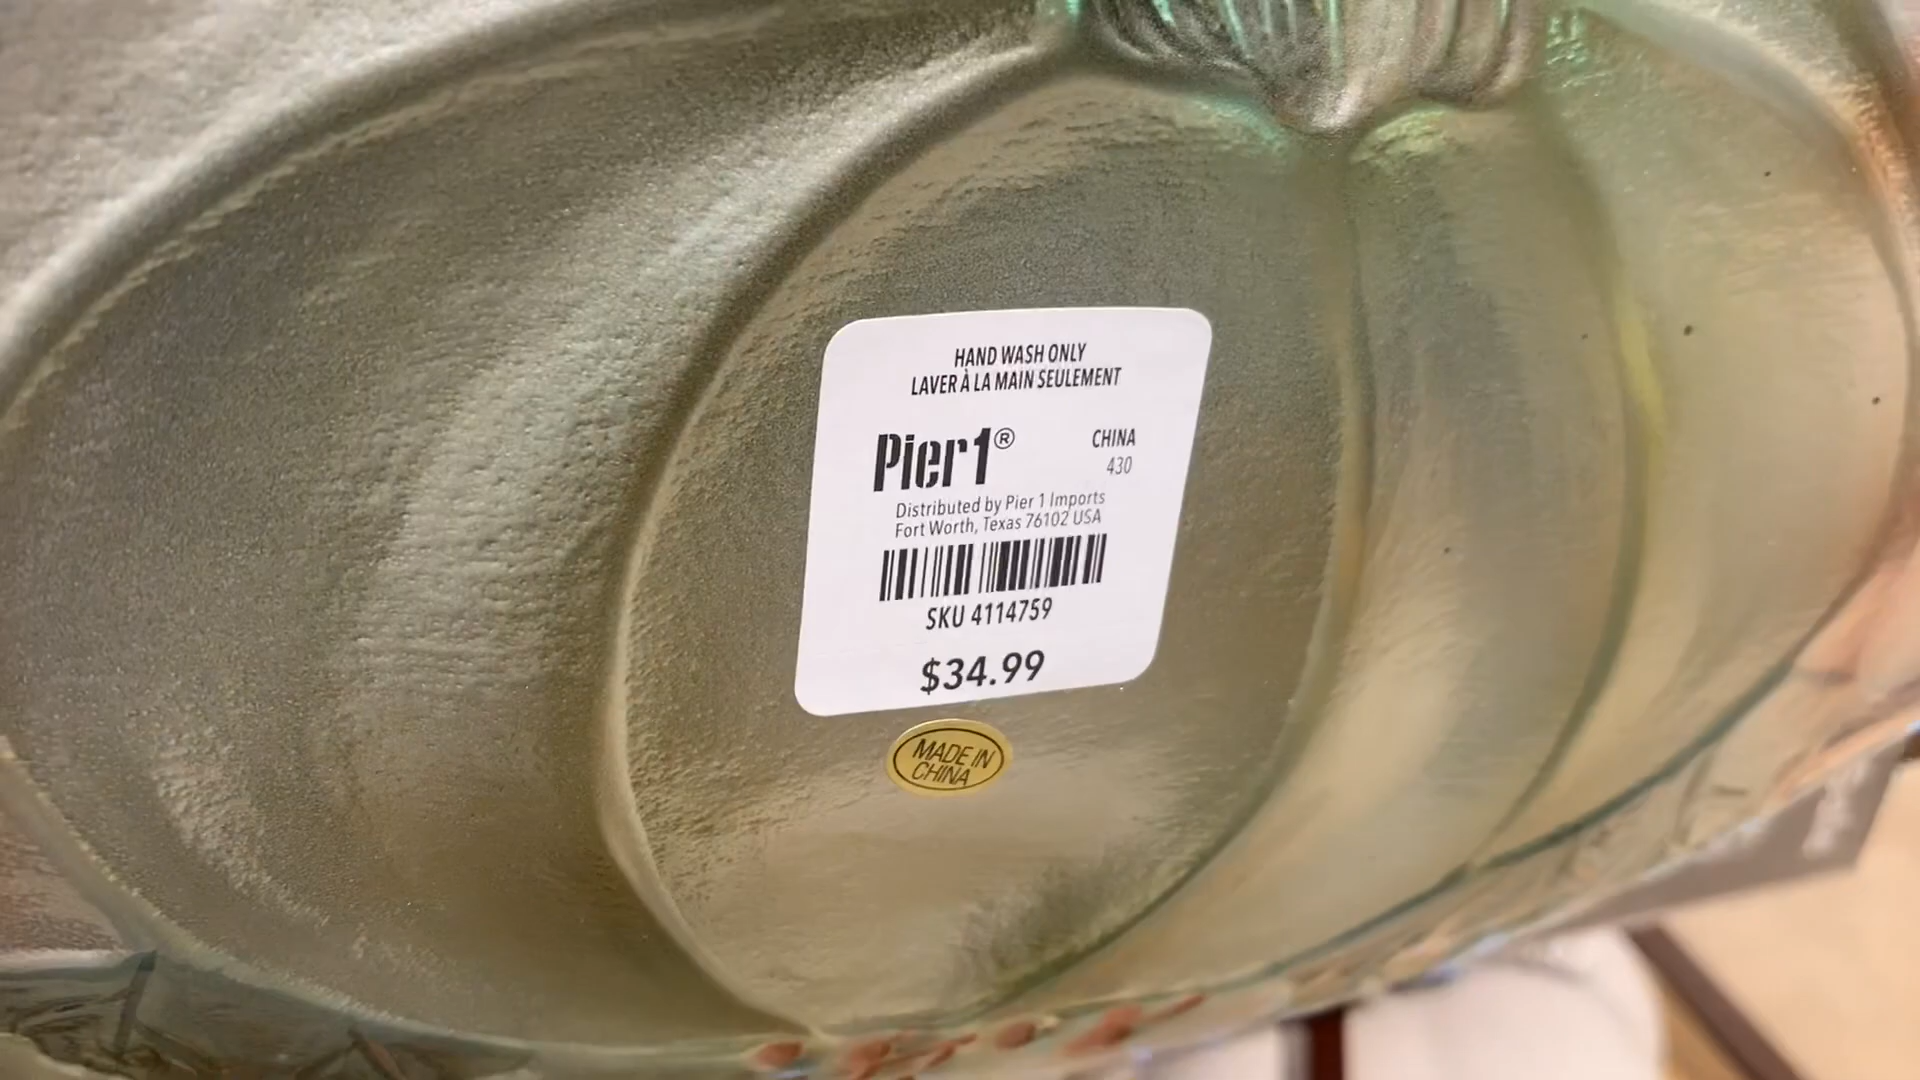 HAND WASH ONLY
LAVER À LA MAIN SEULEMENT
Pier1® CHINA
430
Distributed by Pier 1 Imports
Fort Worth, Texas 76102 USA
SKU 4114759
$34.99
MADE IN
CHINA